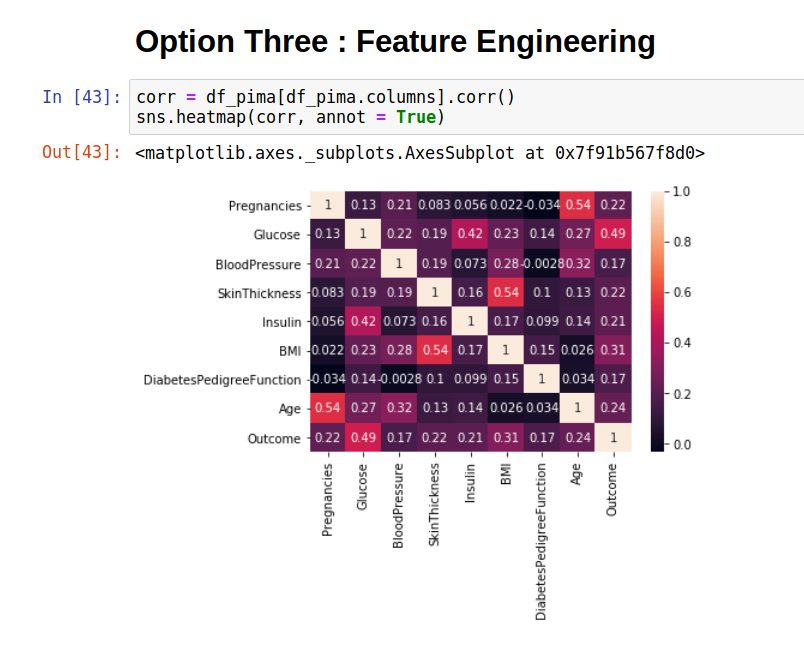 Option Three : Feature Engineering
In [43]: corr = df_pima[df_pima.columns].corr()
sns.heatmap(corr, annot = True)
Out[43]: <matplotlib.axes._subplots.AxesSubplot at 0x7f91b567f8d0>
Pregnancies 1 0.13 0.21 0.083 0.056 0.022 -0.034 0.54 0.22
Glucose 0.13 1 0.22 0.19 0.42 0.23 0.14 0.27 0.49
BloodPressure 0.21 0.22 1 0.19 0.073 0.28 -0.0028 0.32 0.17
SkinThickness 0.083 0.19 0.19 1 0.16 0.54 0.1 0.13 0.22
Insulin 0.056 0.42 0.073 0.16 1 0.17 0.099 0.14 0.21
BMI 0.022 0.23 0.28 0.54 0.17 1 0.15 0.026 0.31
DiabetesPedigreeFunction -0.034 0.14 -0.0028 0.1 0.099 0.15 1 0.034 0.17
Age 0.54 0.27 0.32 0.13 0.14 0.026 0.034 1 0.24
Outcome 0.22 0.49 0.17 0.22 0.21 0.31 0.17 0.24 1
Pregnancies
Glucose
BloodPressure
SkinThickness
Insulin
BMI
DiabetesPedigreeFunction
Age
Outcome
1.0
0.8
0.6
0.4
0.2
0.0